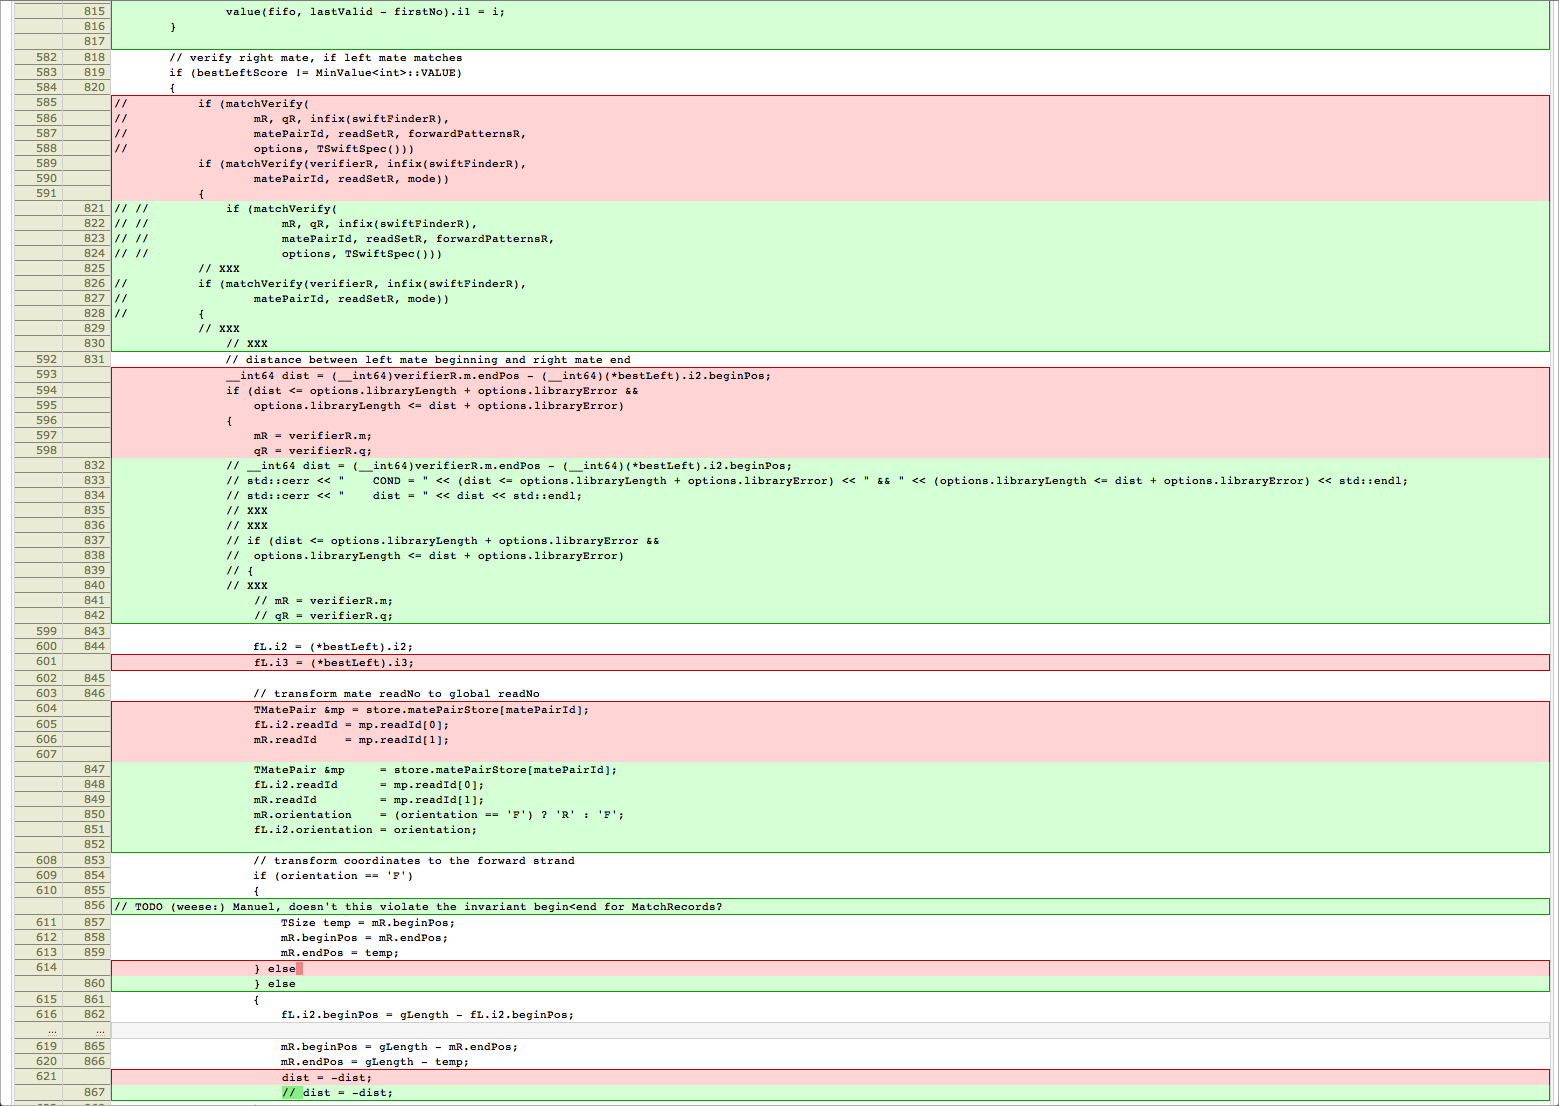 815 value(fifo, lastValid - firstNo).i1 = i;
816 }
817
582 818 // verify right mate, if left mate matches
583 819 if (bestLeftScore != MinValue<int>::VALUE)
584 820 {
585 // if (matchVerify(
586 // mR, qR, infix(swiftFinderR),
587 // matePairId, readSetR, forwardPatternsR,
588 // options, TSwiftSpec()))
589 if (matchVerify(verifierR, infix(swiftFinderR),
590 matePairId, readSetR, mode))
591 {
821 // // if (matchVerify(
822 // // mR, qR, infix(swiftFinderR),
823 // // matePairId, readSetR, forwardPatternsR,
824 // // options, TSwiftSpec()))
825 // XXX
826 // if (matchVerify(verifierR, infix(swiftFinderR),
827 // matePairId, readSetR, mode))
828 // {
829 // XXX
830 // XXX
592 831 // distance between left mate beginning and right mate end
593 __int64 dist = (__int64)verifierR.m.endPos - (__int64)(*bestLeft).i2.beginPos;
594 if (dist <= options.libraryLength + options.libraryError &&
595 options.libraryLength <= dist + options.libraryError)
596 {
597 mR = verifierR.m;
598 qR = verifierR.q;
832 // __int64 dist = (__int64)verifierR.m.endPos - (__int64)(*bestLeft).i2.beginPos;
833 // std::cerr << "    COND = " << (dist <= options.libraryLength + options.libraryError) << " && " << (options.libraryLength <= dist + options.libraryError) << std::endl;
834 // std::cerr << "    dist = " << dist << std::endl;
835 // XXX
836 // XXX
837 // if (dist <= options.libraryLength + options.libraryError &&
838 //  options.libraryLength <= dist + options.libraryError)
839 // {
840 // XXX
841 // mR = verifierR.m;
842 // qR = verifierR.q;
599 843
600 844 fL.i2 = (*bestLeft).i2;
601 fL.i3 = (*bestLeft).i3;
602 845
603 846 // transform mate readNo to global readNo
604 TMatePair &mp = store.matePairStore[matePairId];
605 fL.i2.readId = mp.readId[0];
606 mR.readId    = mp.readId[1];
607
847 TMatePair &mp     = store.matePairStore[matePairId];
848 fL.i2.readId      = mp.readId[0];
849 mR.readId         = mp.readId[1];
850 mR.orientation    = (orientation == 'F') ? 'R' : 'F';
851 fL.i2.orientation = orientation;
852
608 853 // transform coordinates to the forward strand
609 854 if (orientation == 'F')
610 855 {
856 // TODO (weese:) Manuel, doesn't this violate the invariant begin<end for MatchRecords?
611 857 TSize temp = mR.beginPos;
612 858 mR.beginPos = mR.endPos;
613 859 mR.endPos = temp;
614 } else
860 } else
615 861 {
616 862 fL.i2.beginPos = gLength - fL.i2.beginPos;
... ...
619 865 mR.beginPos = gLength - mR.endPos;
620 866 mR.endPos = gLength - temp;
621 dist = -dist;
867 // dist = -dist;